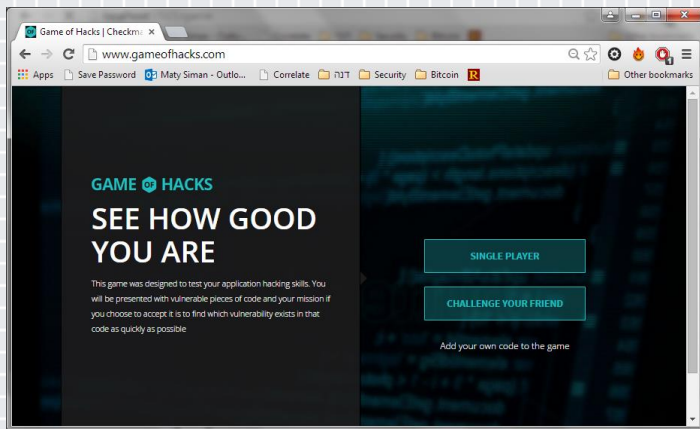 Game of Hacks | Checkma
www.gameofhacks.com
Apps Save Password Maty Siman - Outlo... Correlate דנה Security Bitcoin R Other bookmarks
GAME OF HACKS
SEE HOW GOOD
YOU ARE
This game was designed to test your application hacking skills. You
will be presented with vulnerable pieces of code and your mission if
you choose to accept it is to find which vulnerability exists in that
code as quickly as possible
SINGLE PLAYER
CHALLENGE YOUR FRIEND
Add your own code to the game